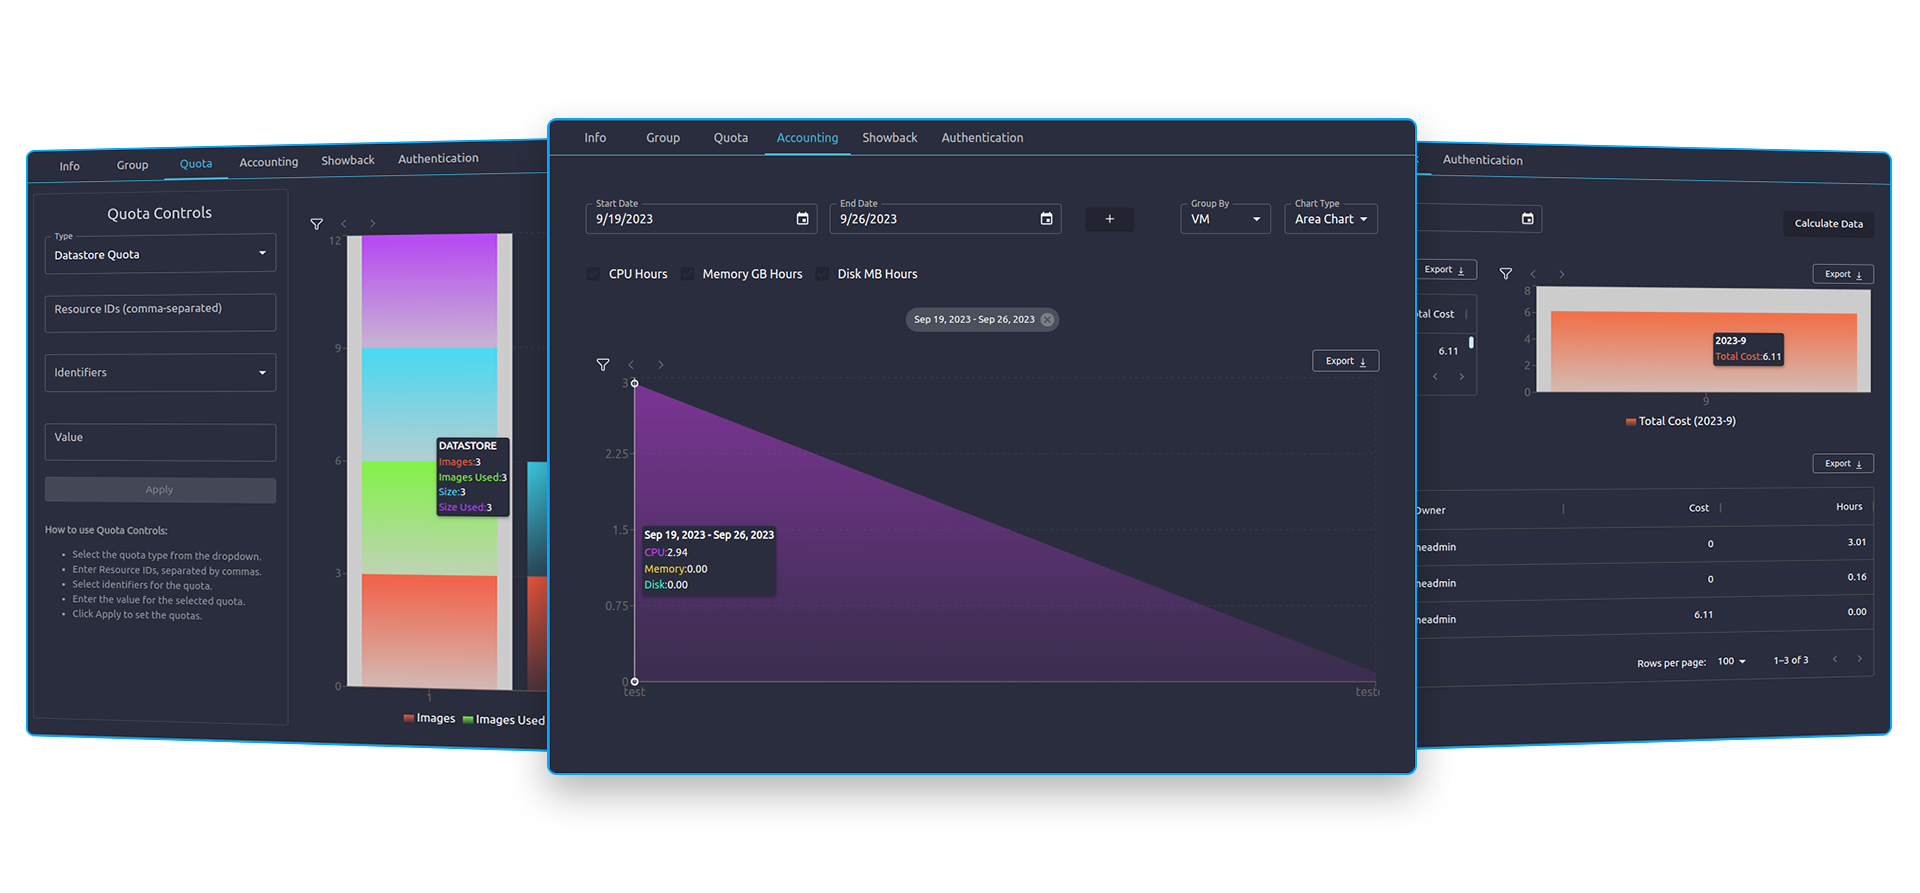 Info Group Quota Accounting Showback Authentication
Quota Controls
Type
Datastore Quota
Resource IDs (comma-separated)
Identifiers
Value
Apply
How to use Quota Controls:
• Select the quota type from the dropdown.
• Enter Resource IDs, separated by commas.
• Select identifiers for the quota.
• Enter the value for the selected quota.
• Click Apply to set the quotas.
12
9
6
3
0
1
DATASTORE
Images:3
Images Used:3
Size:3
Size Used:3
Images Images Used
Info Group Quota Accounting Showback Authentication
Start Date
9/19/2023
End Date
9/26/2023
+
Group By
VM
Chart Type
Area Chart
CPU Hours Memory GB Hours Disk MB Hours
Sep 19, 2023 - Sep 26, 2023
Export
3
2.25
1.5
0.75
0
Sep 19, 2023 - Sep 26, 2023
CPU:2.94
Memory:0.00
Disk:0.00
test test
Authentication
Calculate Data
Export
tal Cost
6.11
Export
8
6
4
2
0
2023-9
Total Cost:6.11
9
Total Cost (2023-9)
Export
Owner Cost Hours
neadmin 0 3.01
neadmin 0 0.16
neadmin 6.11 0.00
Rows per page: 100 1–3 of 3